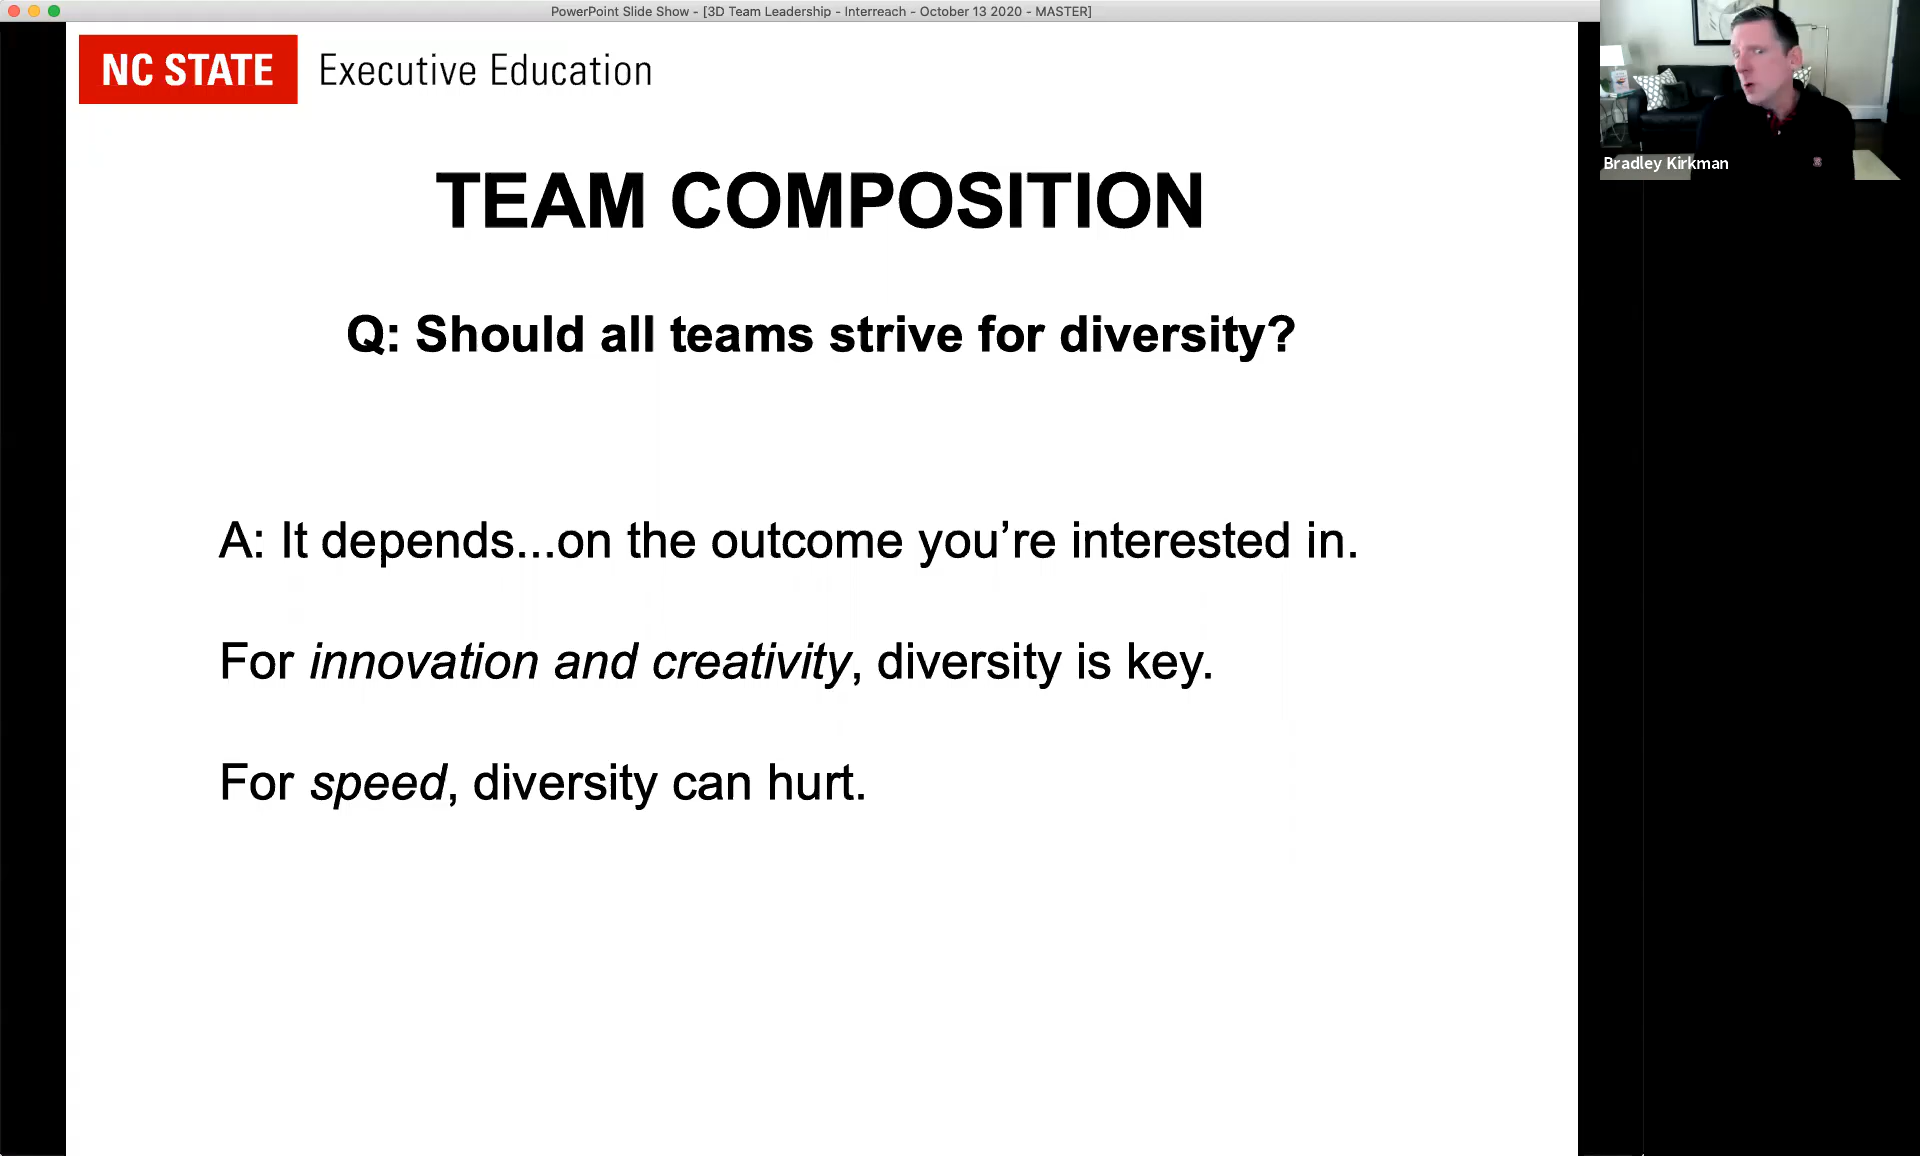 PowerPoint Slide Show - [3D Team Leadership - Interreach - October 13 2020 - MASTER]
NC STATE Executive Education
Bradley Kirkman
TEAM COMPOSITION
Q: Should all teams strive for diversity?
A: It depends...on the outcome you’re interested in.
For innovation and creativity, diversity is key.
For speed, diversity can hurt.